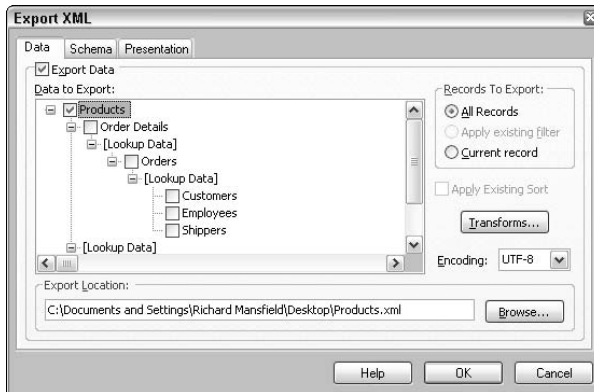 Export XML
Data Schema Presentation
Export Data
Data to Export:
Products
Order Details
[Lookup Data]
Orders
[Lookup Data]
Customers
Employees
Shippers
[Lookup Data]
Records To Export:
All Records
Apply existing filter
Current record
Apply Existing Sort
Transforms...
Encoding: UTF-8
Export Location:
C:\Documents and Settings\Richard Mansfield\Desktop\Products.xml
Browse...
Help OK Cancel